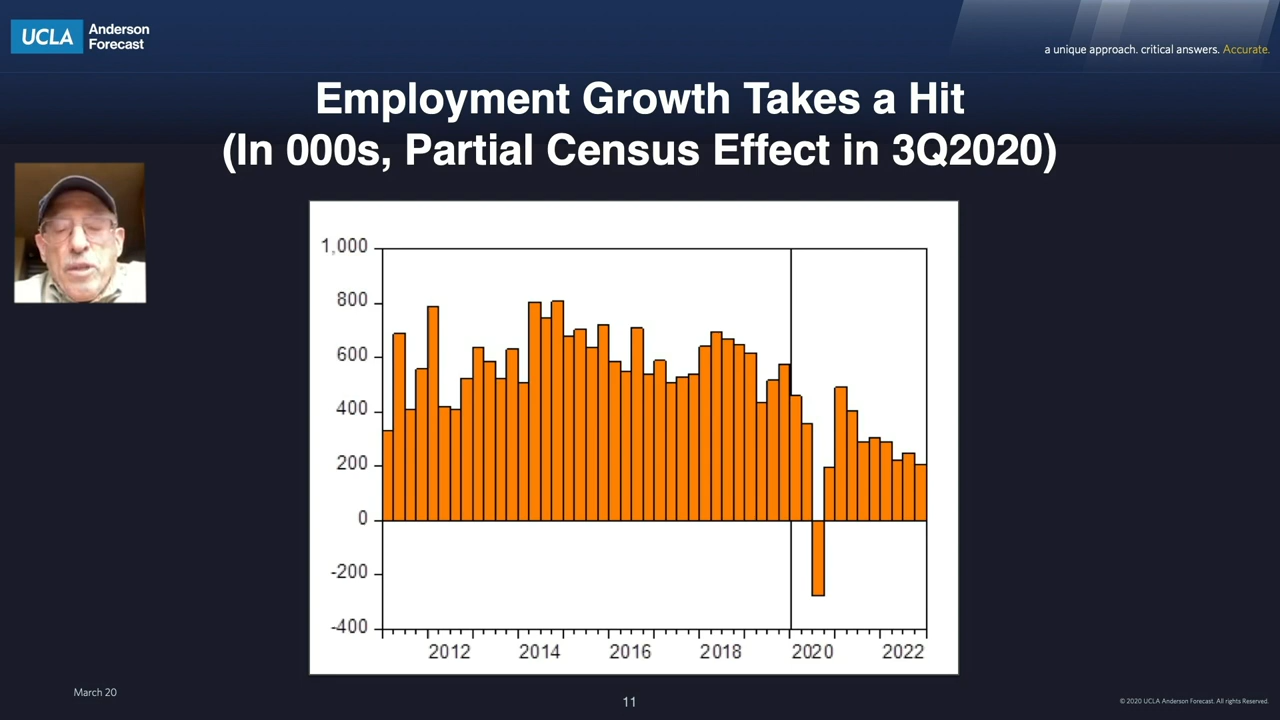 UCLA Anderson
Forecast
a unique approach. critical answers. Accurate.
Employment Growth Takes a Hit
(In 000s, Partial Census Effect in 3Q2020)
1,000
800
600
400
200
0
-200
-400
2012 2014 2016 2018 2020 2022
March 20
11
© 2020 UCLA Anderson Forecast. All rights Reserved.